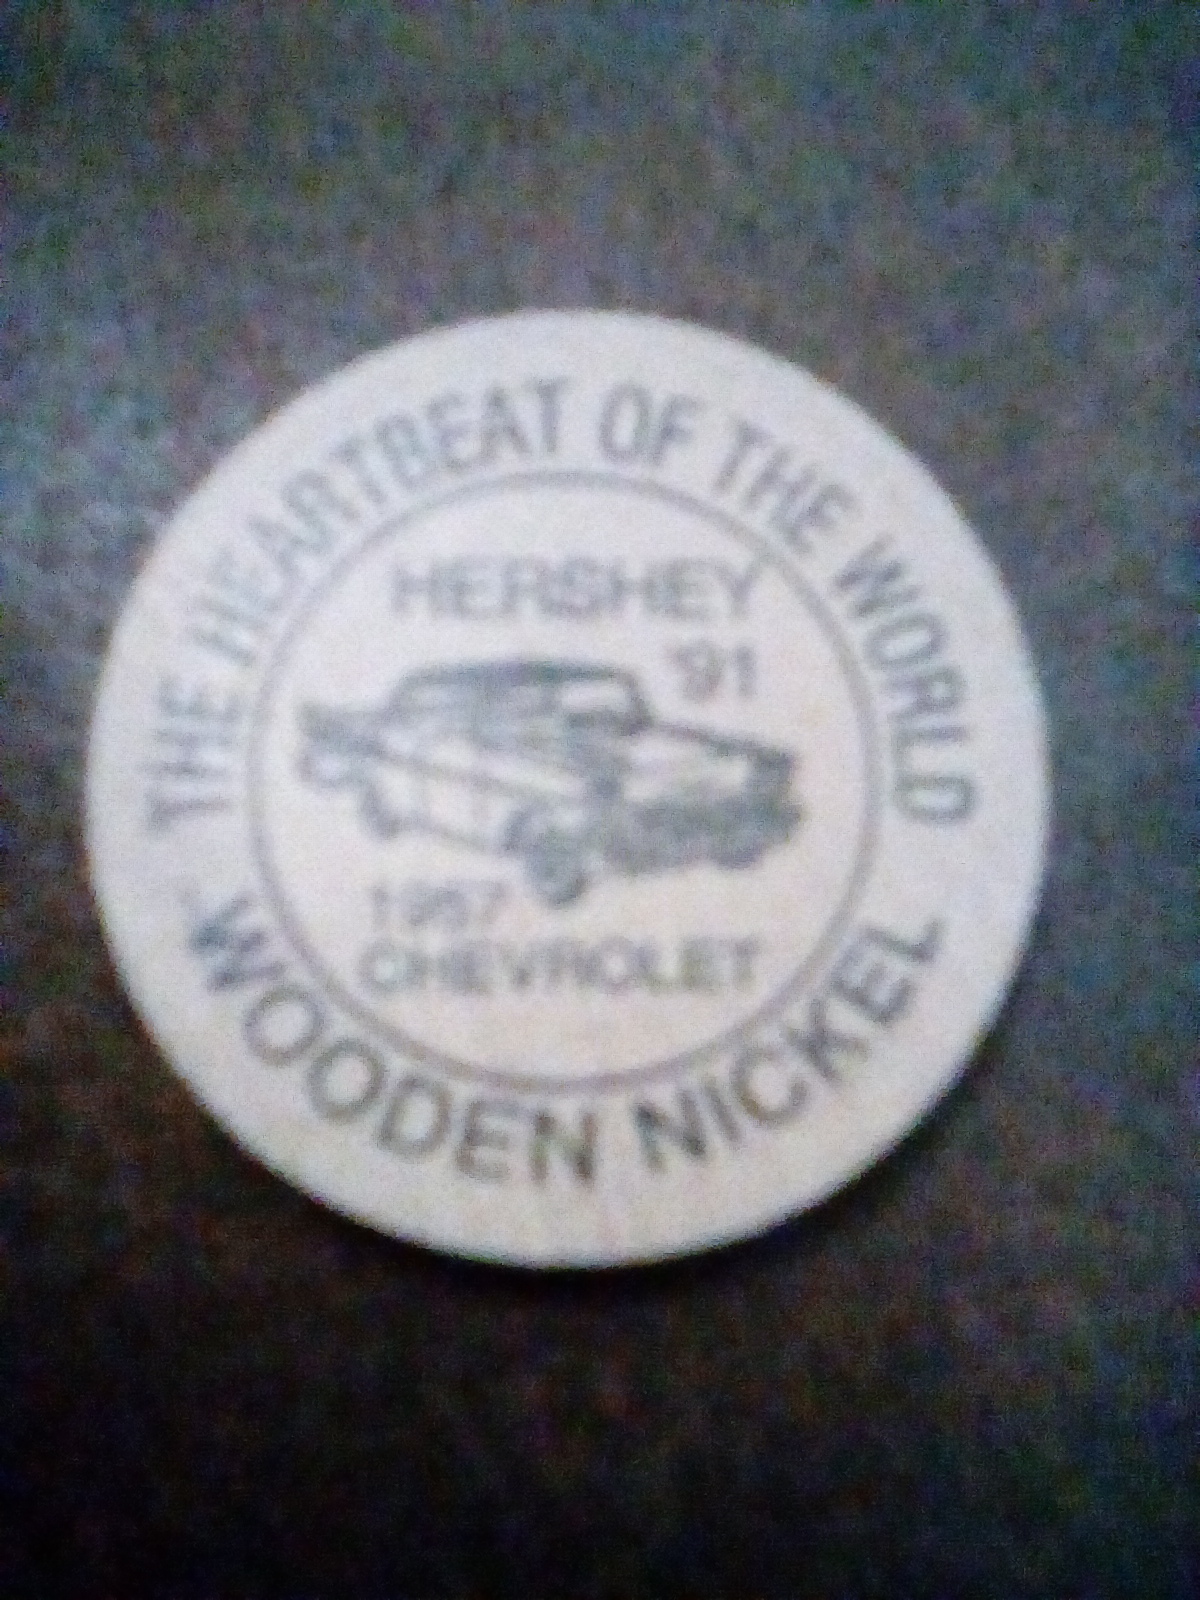 THE HEARTBEAT OF THE WORLD
HERSHEY
'91
1957
CHEVROLET
WOODEN NICKEL